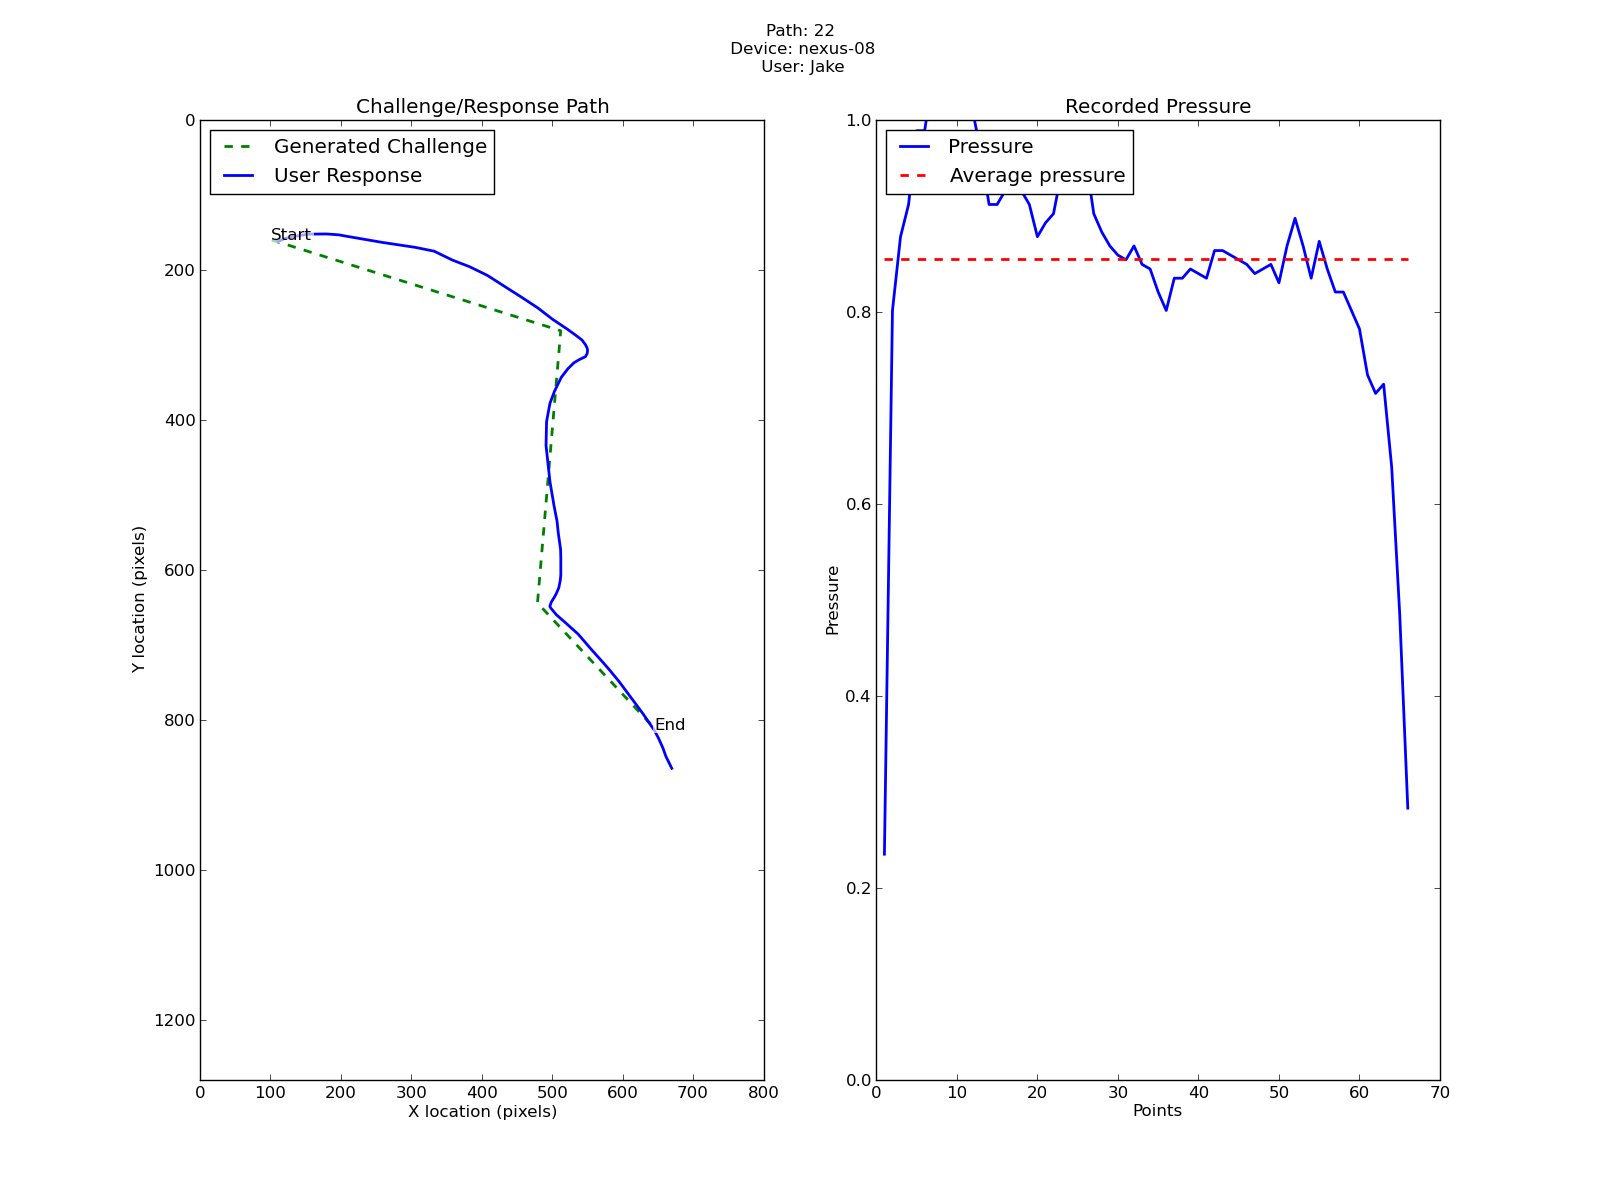 Path: 22
Device: nexus-08
User: Jake
Challenge/Response Path
Generated Challenge
User Response
Start
End
0
200
400
600
800
1000
1200
Y location (pixels)
0 100 200 300 400 500 600 700 800
X location (pixels)
Recorded Pressure
Pressure
Average pressure
1.0
0.8
0.6
0.4
0.2
0.0
Pressure
0 10 20 30 40 50 60 70
Points